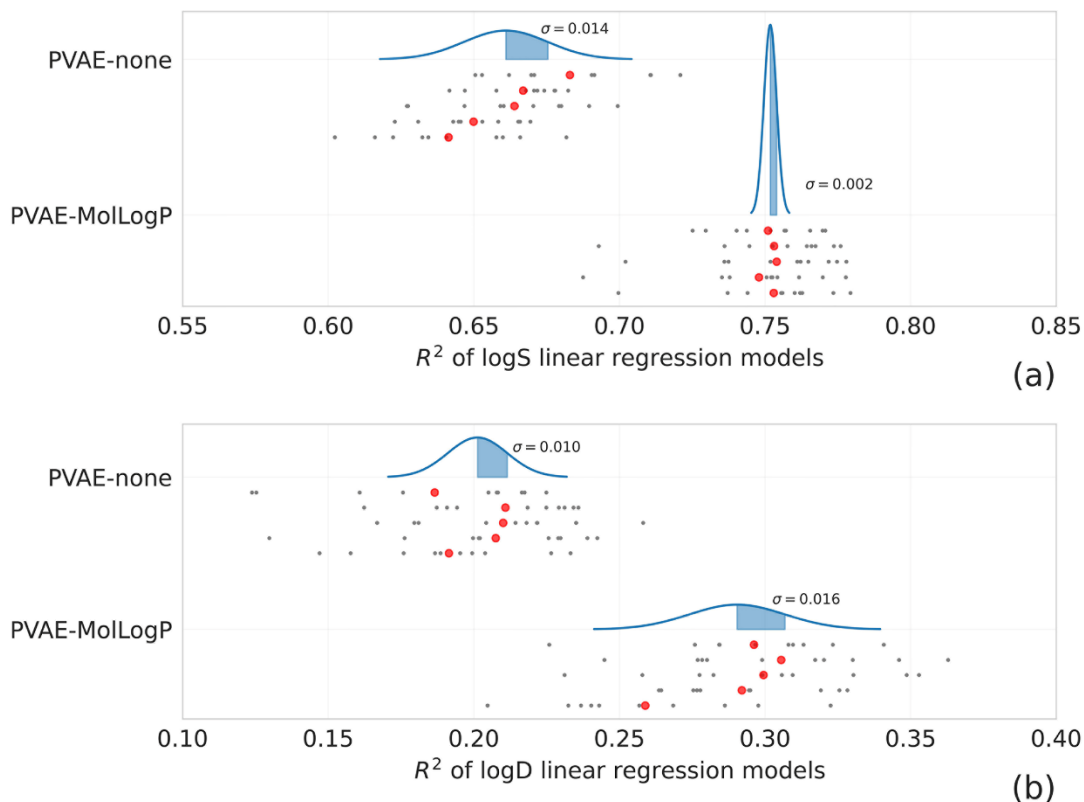 σ = 0.014
PVAE-none
σ = 0.002
PVAE-MolLogP
0.55 0.60 0.65 0.70 0.75 0.80 0.85
R² of logS linear regression models
(a)
σ = 0.010
PVAE-none
σ = 0.016
PVAE-MolLogP
0.10 0.15 0.20 0.25 0.30 0.35 0.40
R² of logD linear regression models
(b)